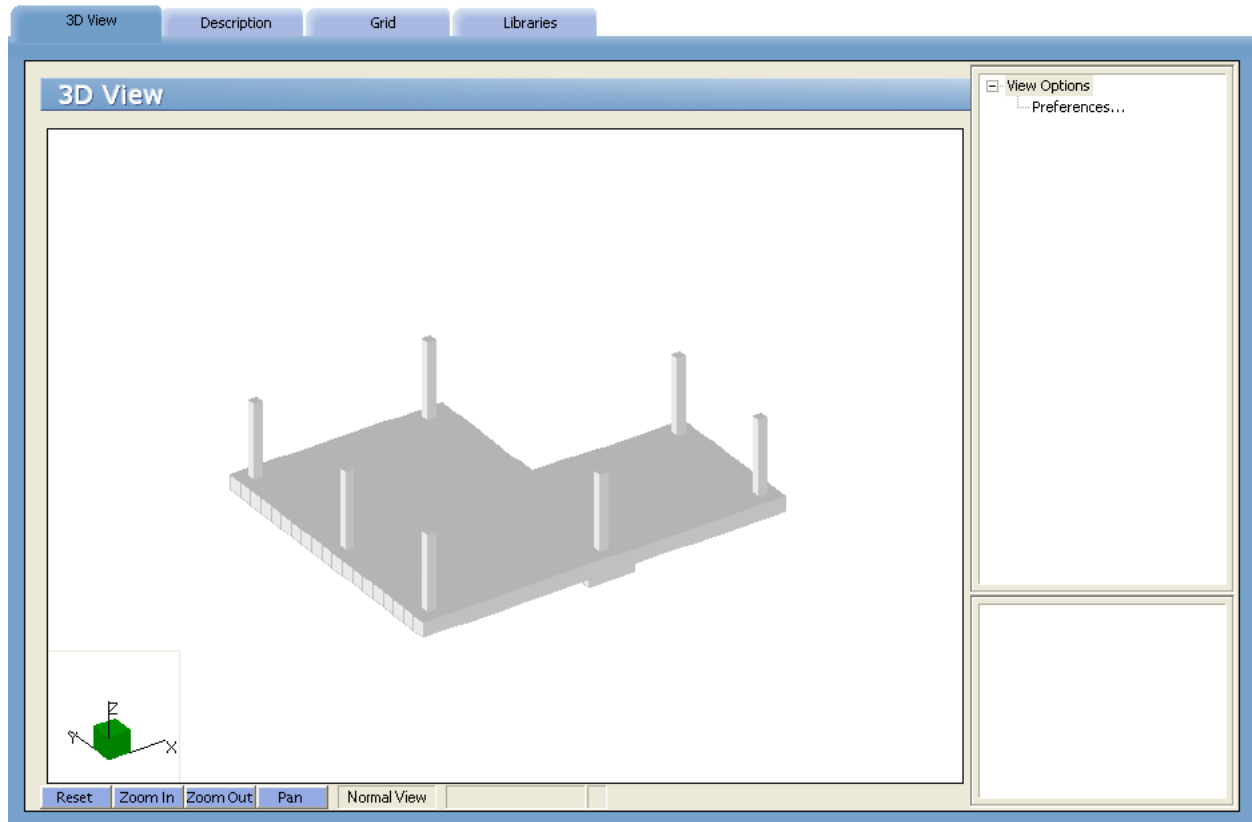 3D View
Description
Grid
Libraries
3D View
View Options
Preferences...
Z
Y
X
Reset
Zoom In
Zoom Out
Pan
Normal View